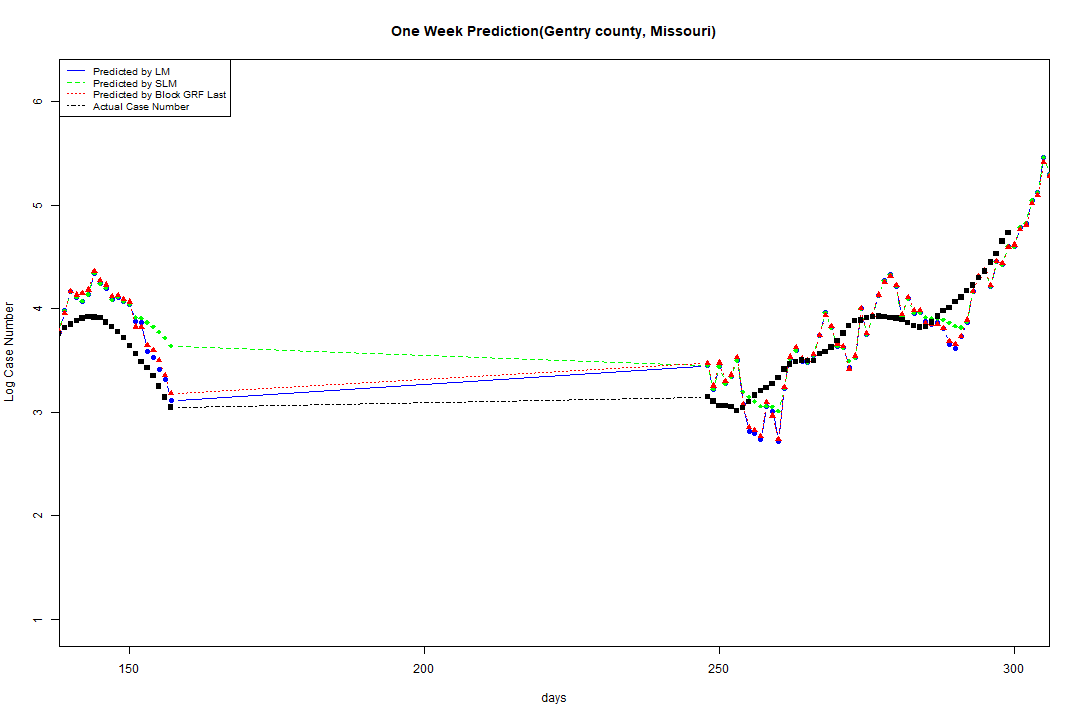 One Week Prediction(Gentry county, Missouri)
Predicted by LM
Predicted by SLM
Predicted by Block GRF Last
Actual Case Number
6
5
4
3
2
1
Log Case Number
150 200 250 300
days